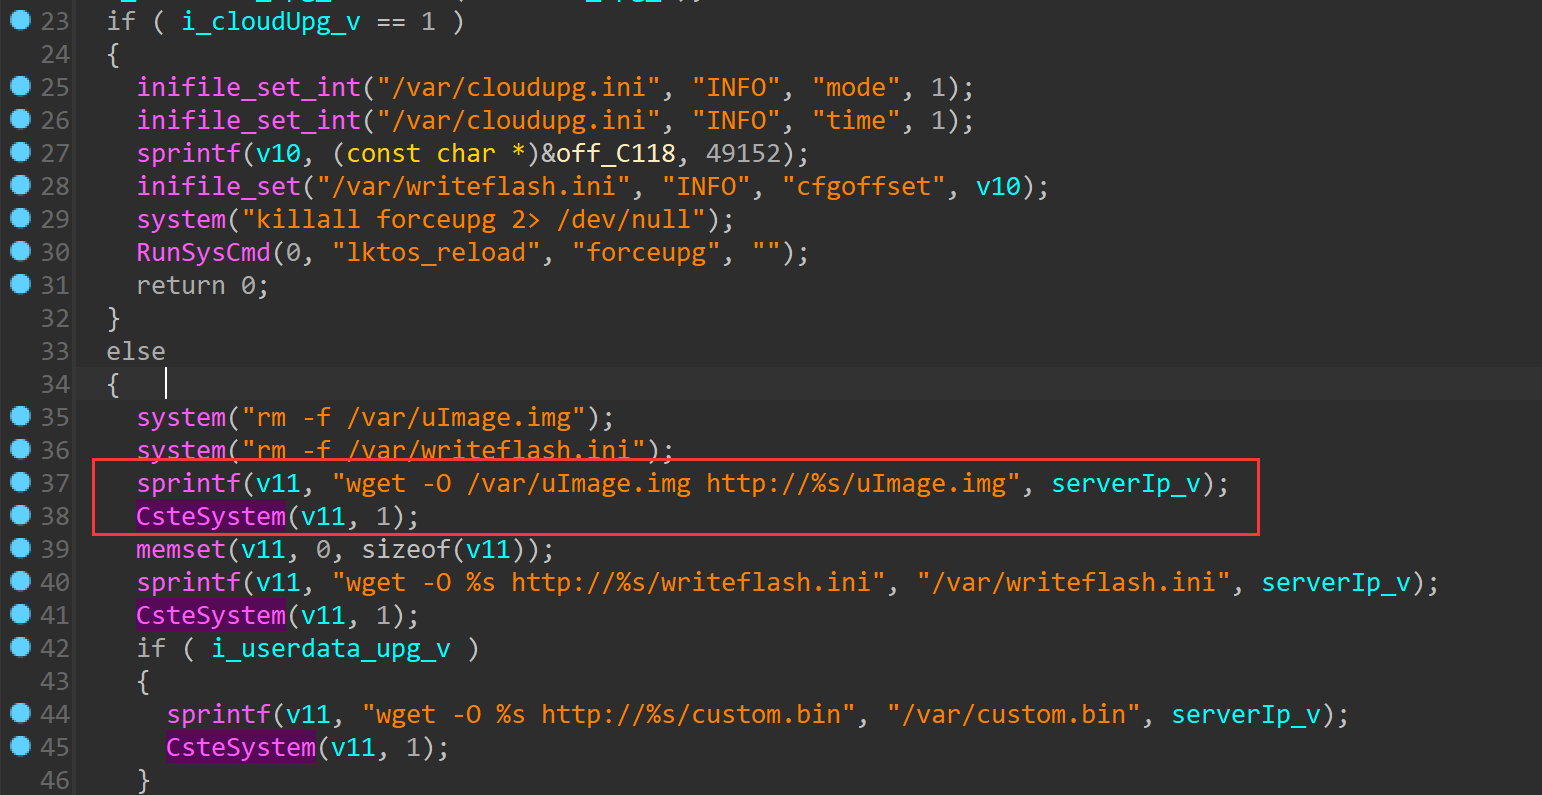 23 if ( i_cloudUpg_v == 1 )
24 {
25 inifile_set_int("/var/cloudupg.ini", "INFO", "mode", 1);
26 inifile_set_int("/var/cloudupg.ini", "INFO", "time", 1);
27 sprintf(v10, (const char *)&off_C118, 49152);
28 inifile_set("/var/writeflash.ini", "INFO", "cfgoffset", v10);
29 system("killall forceupg 2> /dev/null");
30 RunSysCmd(0, "lktos_reload", "forceupg", "");
31 return 0;
32 }
33 else
34 {
35 system("rm -f /var/uImage.img");
36 system("rm -f /var/writeflash.ini");
37 sprintf(v11, "wget -O /var/uImage.img http://%s/uImage.img", serverIp_v);
38 CsteSystem(v11, 1);
39 memset(v11, 0, sizeof(v11));
40 sprintf(v11, "wget -O %s http://%s/writeflash.ini", "/var/writeflash.ini", serverIp_v);
41 CsteSystem(v11, 1);
42 if ( i_userdata_upg_v )
43 {
44 sprintf(v11, "wget -O %s http://%s/custom.bin", "/var/custom.bin", serverIp_v);
45 CsteSystem(v11, 1);
46 }